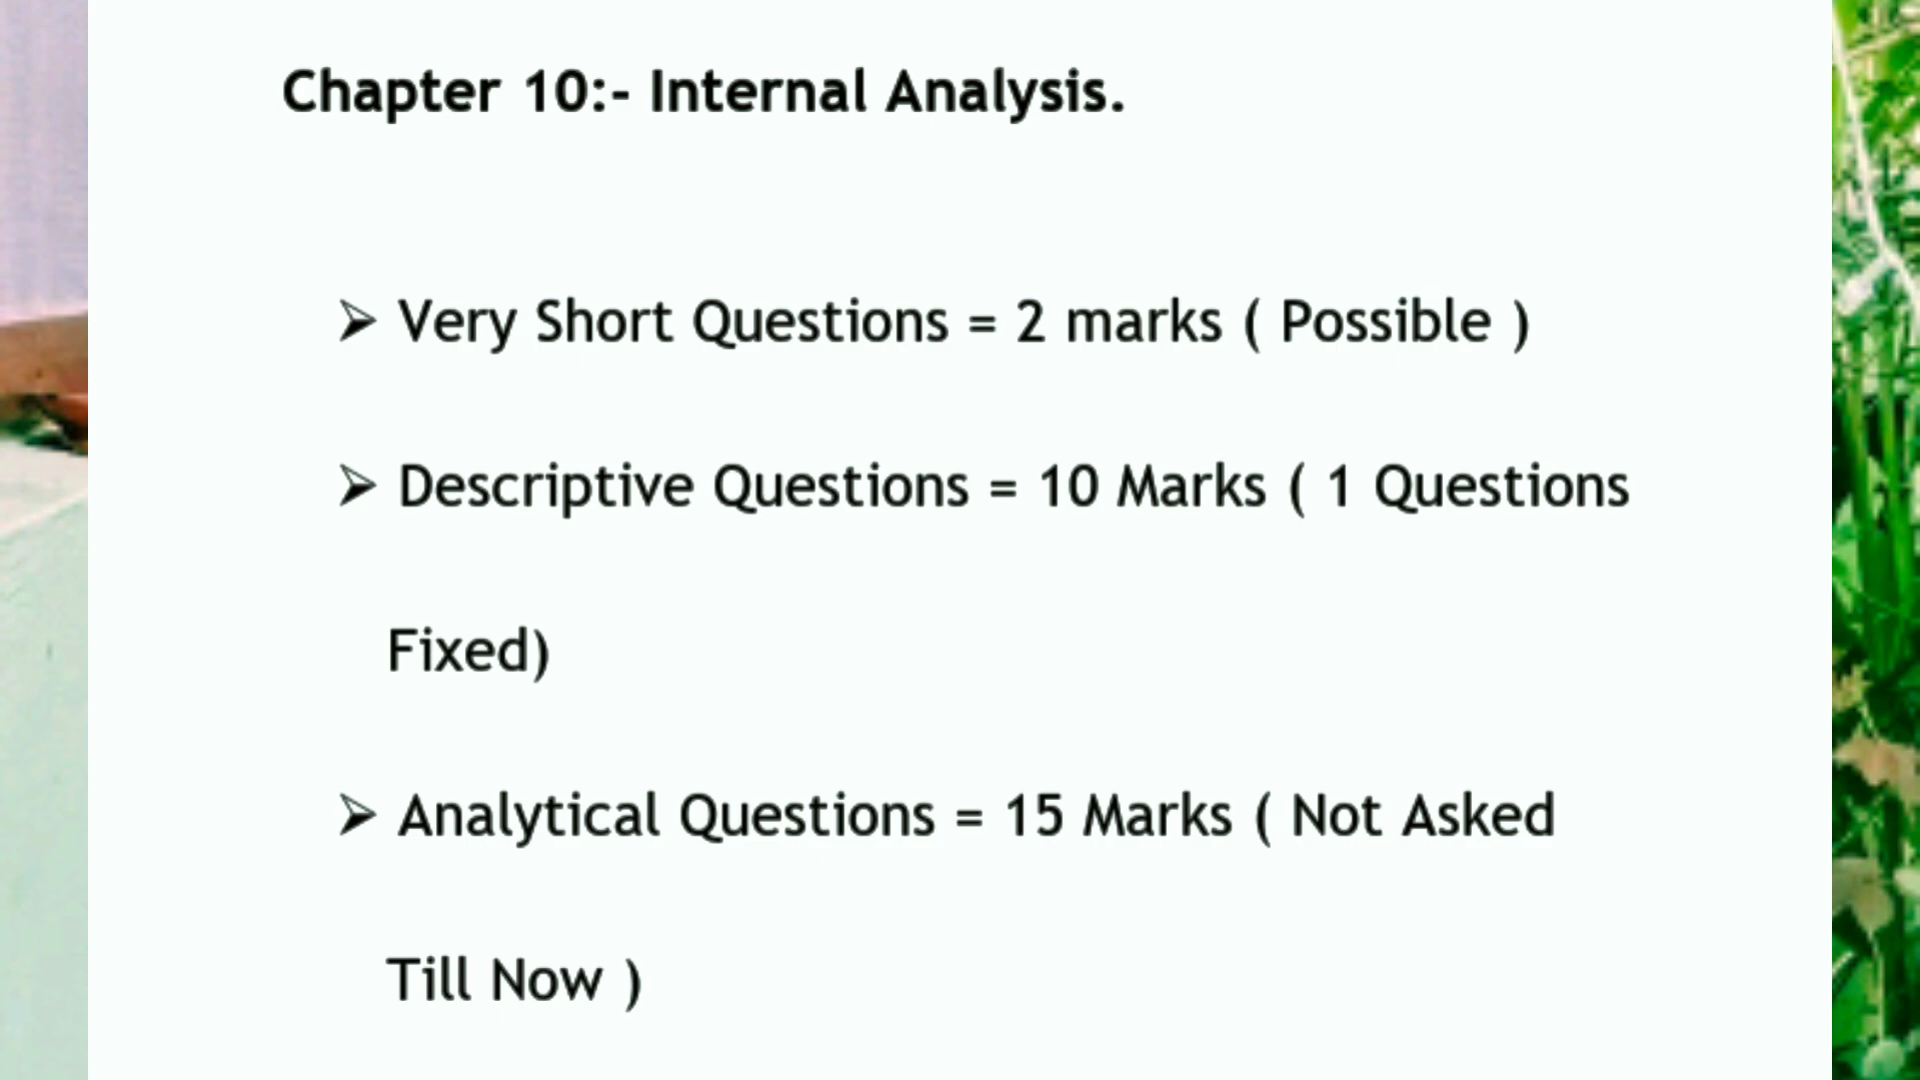 Chapter 10:- Internal Analysis.
➢ Very Short Questions = 2 marks ( Possible )
➢ Descriptive Questions = 10 Marks ( 1 Questions
Fixed)
➢ Analytical Questions = 15 Marks ( Not Asked
Till Now )